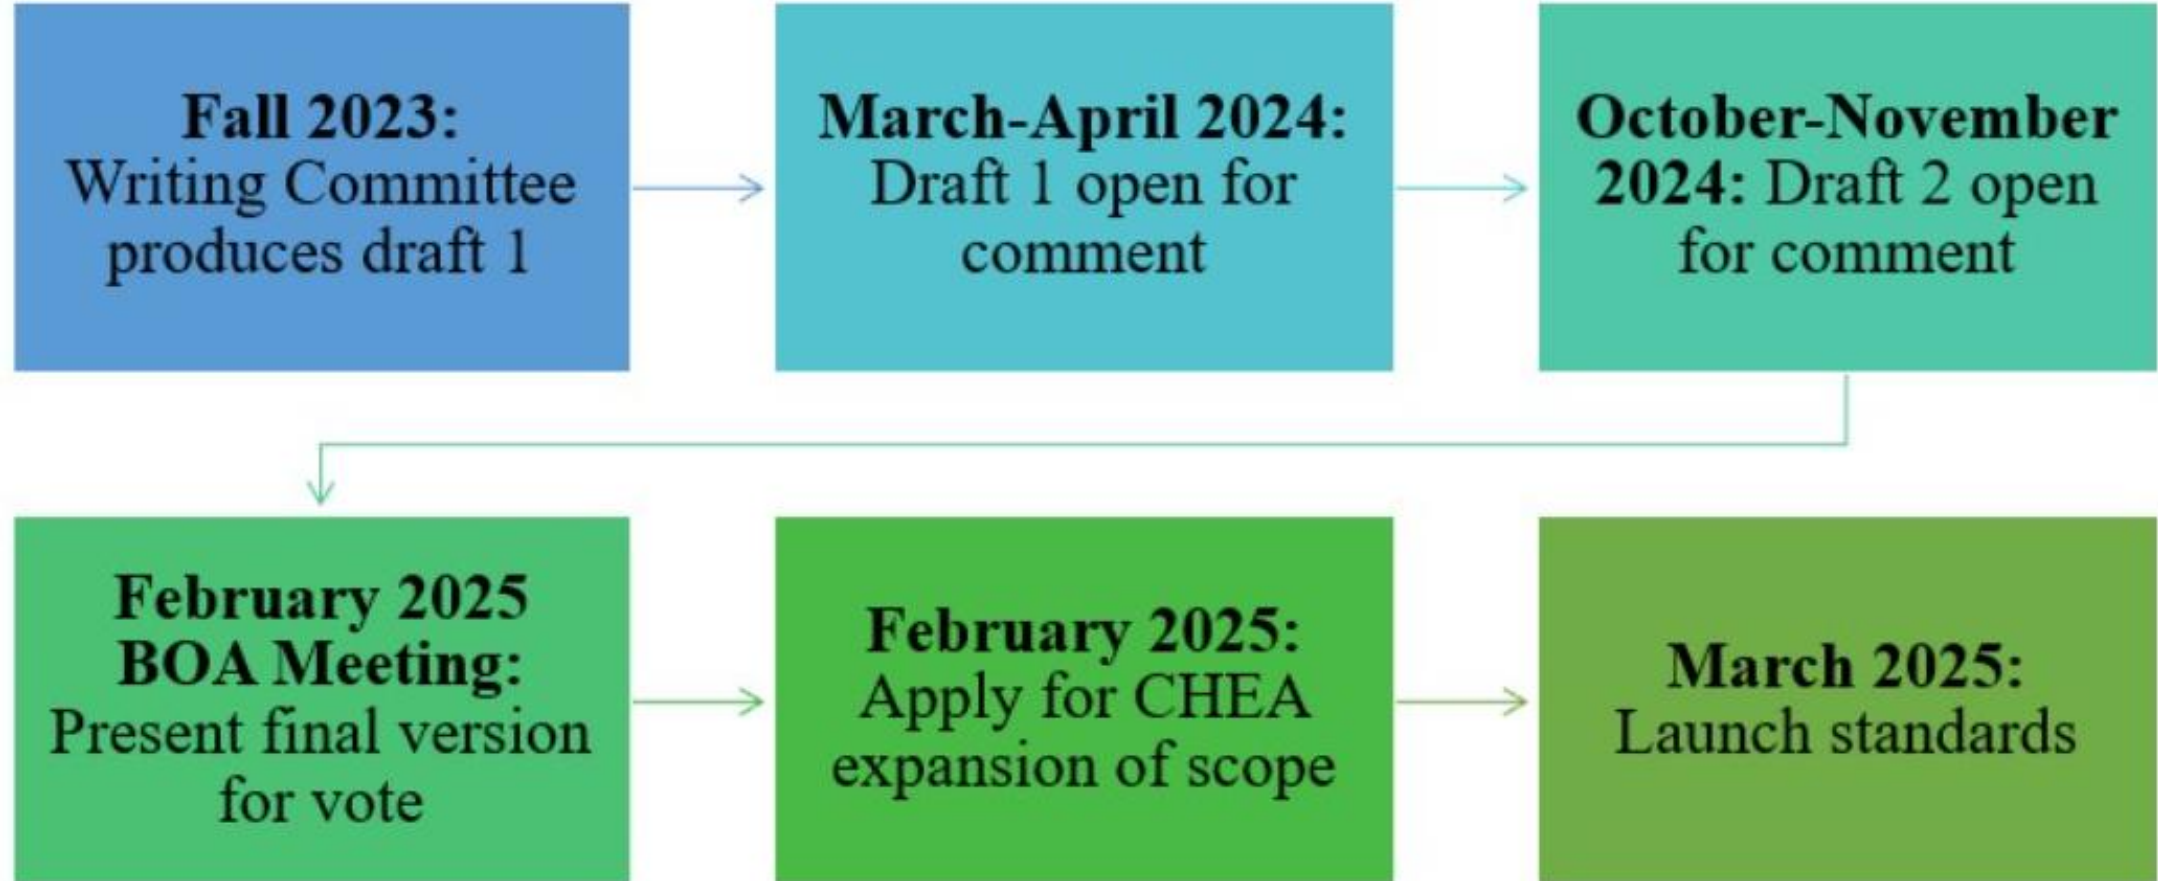 Fall 2023:
Writing Committee
produces draft 1
March-April 2024:
Draft 1 open for
comment
October-November
2024: Draft 2 open
for comment
February 2025
BOA Meeting:
Present final version
for vote
February 2025:
Apply for CHEA
expansion of scope
March 2025:
Launch standards